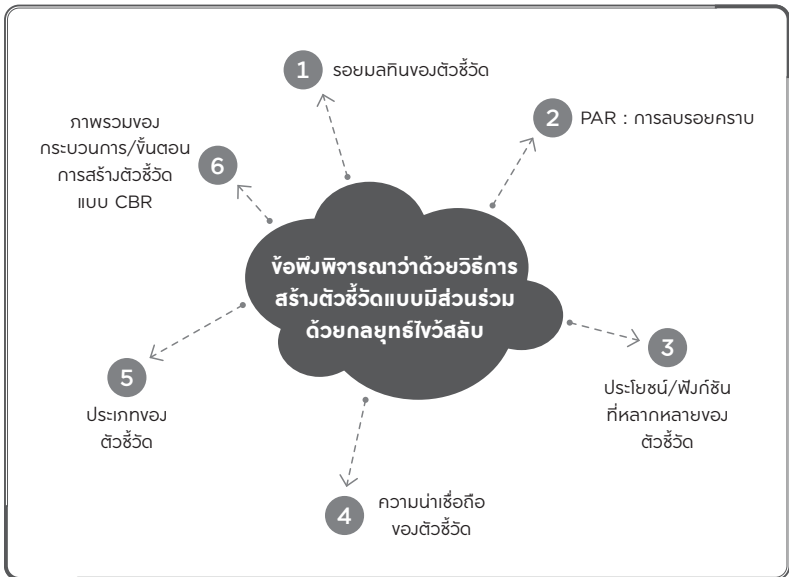 1 รอยมลทินของตัวชี้วัด
2 PAR : การลบรอยคราบ
ภาพรวมของ
กระบวนการ/ขั้นตอน
การสร้างตัวชี้วัด
แบบ CBR
6
ข้อพึงพิจารณาว่าด้วยวิธีการ
สร้างตัวชี้วัดแบบมีส่วนร่วม
ด้วยกลยุทธ์ไขว้สลับ
3
ประโยชน์/ฟังก์ชัน
ที่หลากหลายของ
ตัวชี้วัด
5
ประเภทของ
ตัวชี้วัด
4
ความน่าเชื่อถือ
ของตัวชี้วัด